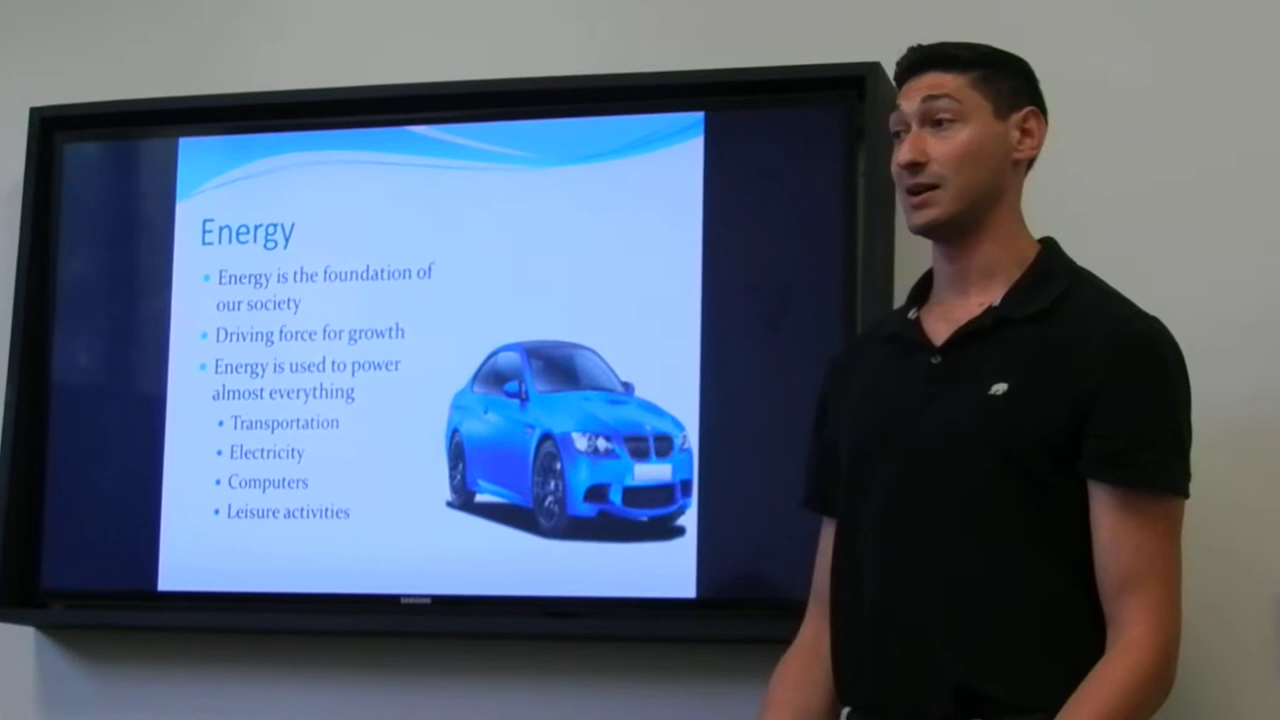 Energy
• Energy is the foundation of
our society
• Driving force for growth
• Energy is used to power
almost everything
• Transportation
• Electricity
• Computers
• Leisure activities
SAMSUNG